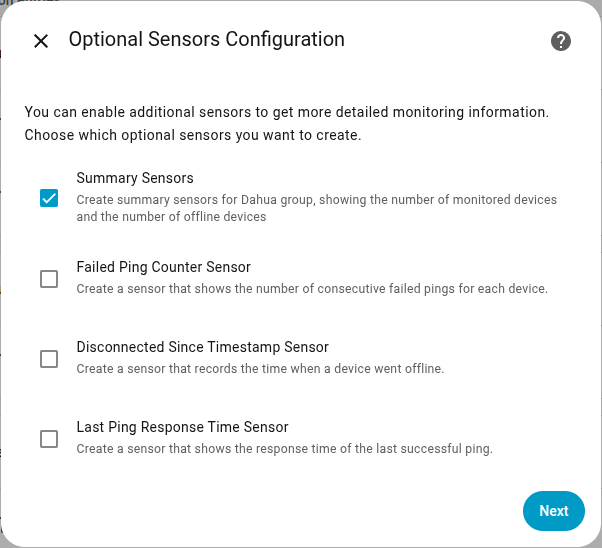 Optional Sensors Configuration
?
You can enable additional sensors to get more detailed monitoring information.
Choose which optional sensors you want to create.
Summary Sensors
Create summary sensors for Dahua group, showing the number of monitored devices
and the number of offline devices
Failed Ping Counter Sensor
Create a sensor that shows the number of consecutive failed pings for each device.
Disconnected Since Timestamp Sensor
Create a sensor that records the time when a device went offline.
Last Ping Response Time Sensor
Create a sensor that shows the response time of the last successful ping.
Next